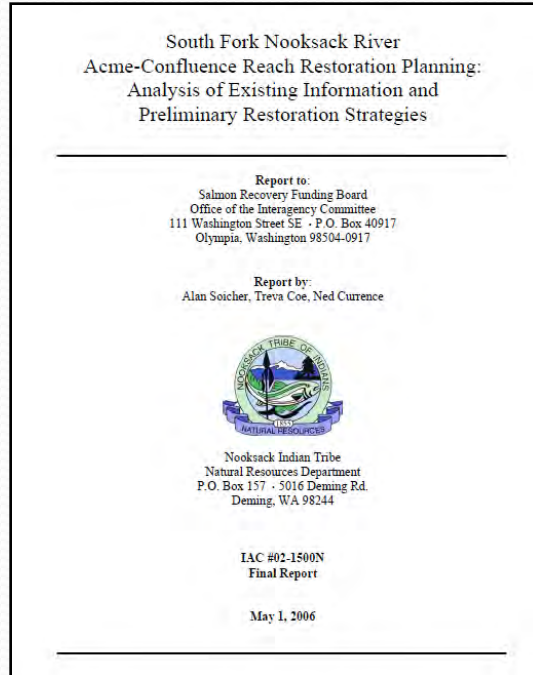 South Fork Nooksack River
Acme-Confluence Reach Restoration Planning:
Analysis of Existing Information and
Preliminary Restoration Strategies
Report to:
Salmon Recovery Funding Board
Office of the Interagency Committee
111 Washington Street SE · P.O. Box 40917
Olympia, Washington 98504-0917
Report by:
Alan Soicher, Treva Coe, Ned Currence
NOOKSACK TRIBE OF INDIANS
1855
NATURAL RESOURCES
Nooksack Indian Tribe
Natural Resources Department
P.O. Box 157 · 5016 Deming Rd.
Deming, WA 98244
IAC #02-1500N
Final Report
May 1, 2006